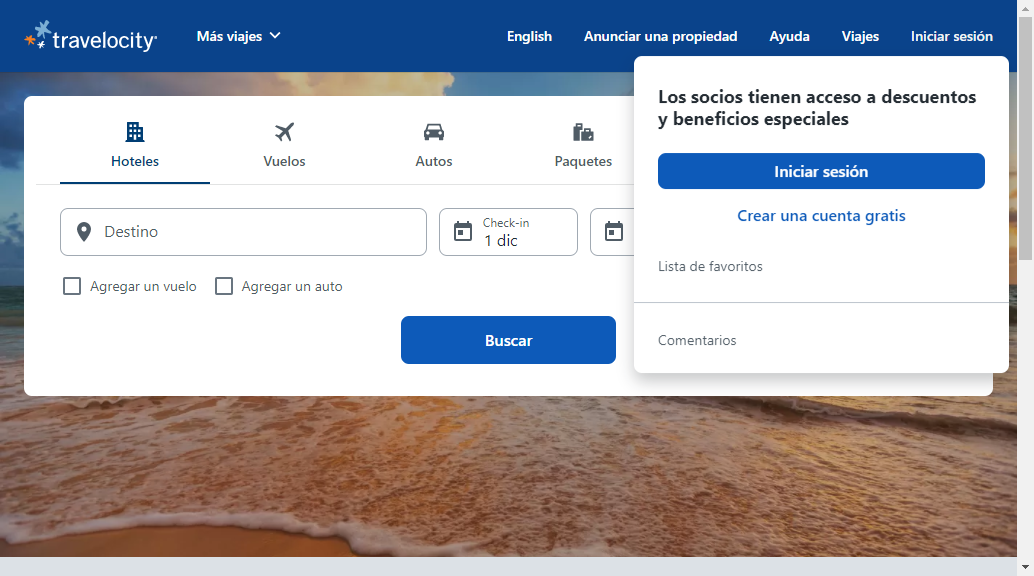 travelocity
Más viajes
English
Anunciar una propiedad
Ayuda
Viajes
Iniciar sesión
Los socios tienen acceso a descuentos
y beneficios especiales
Iniciar sesión
Crear una cuenta gratis
Lista de favoritos
Comentarios
Hoteles
Vuelos
Autos
Paquetes
Destino
Check-in
1 dic
Agregar un vuelo
Agregar un auto
Buscar